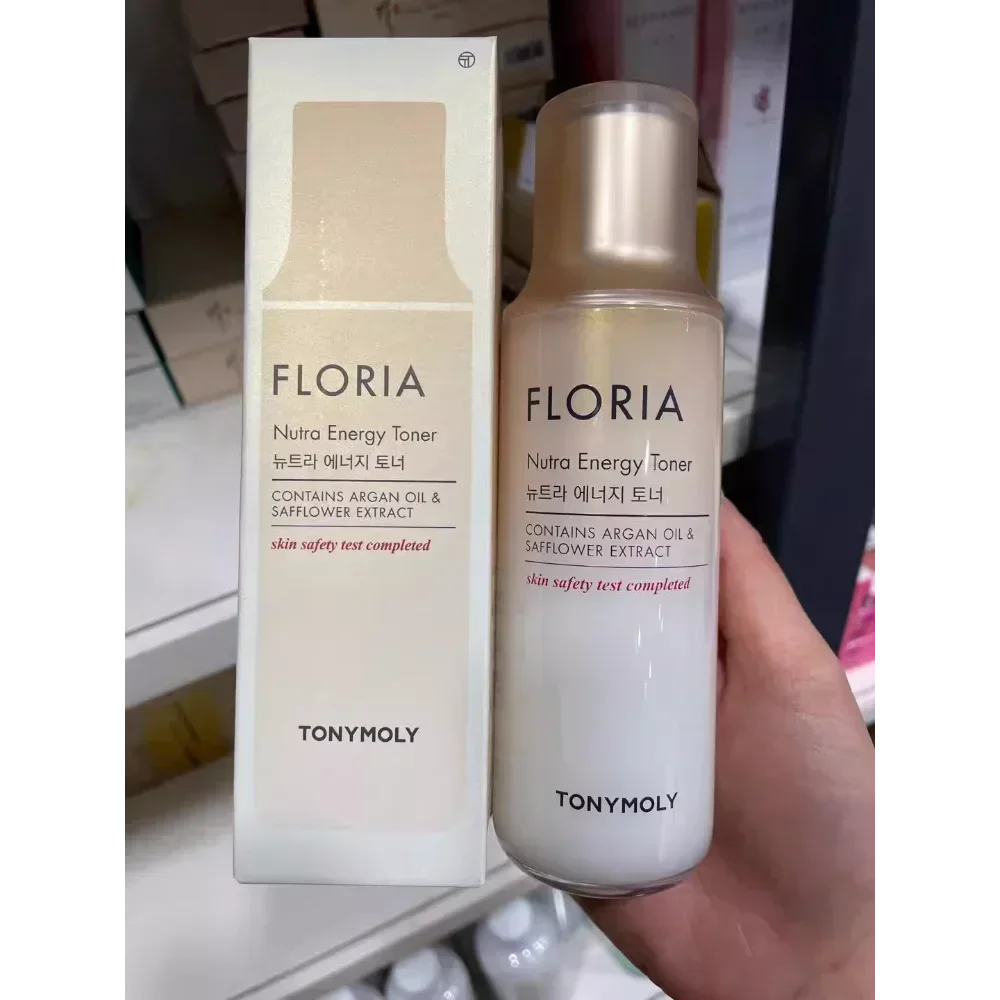 FLORIA
Nutra Energy Toner
뉴트라 에너지 토너
CONTAINS ARGAN OIL &
SAFFLOWER EXTRACT
skin safety test completed
TONYMOLY
FLORIA
Nutra Energy Toner
뉴트라 에너지 토너
CONTAINS ARGAN OIL &
SAFFLOWER EXTRACT
skin safety test completed
TONYMOLY